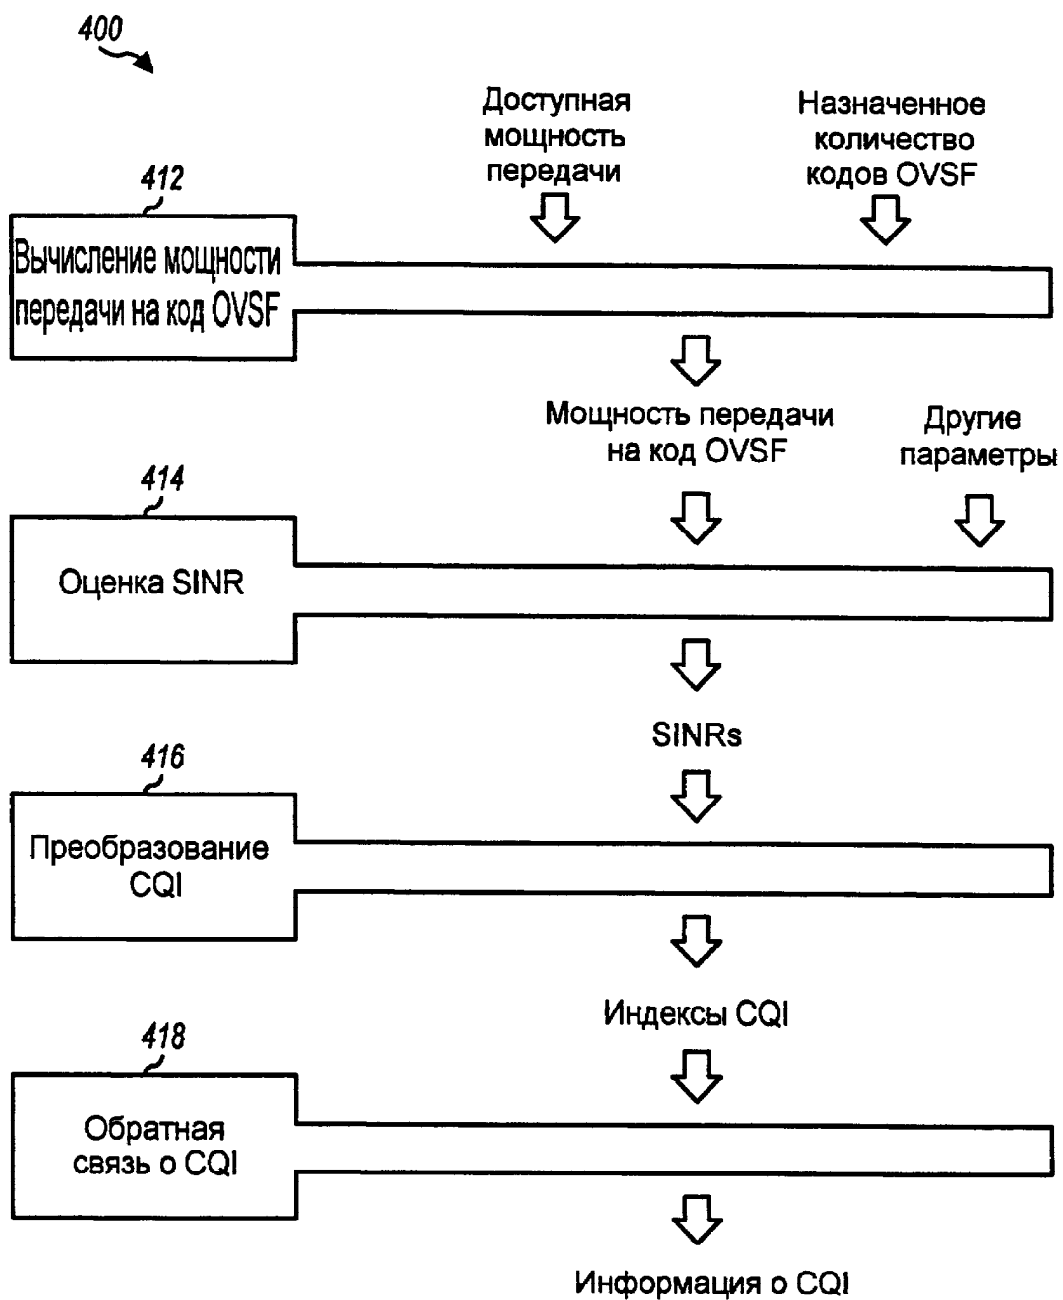 400
Доступная
мощность
передачи
Назначенное
количество
кодов OVSF
412
Вычисление мощности
передачи на код OVSF
Мощность передачи
на код OVSF
Другие
параметры
414
Оценка SINR
SINRs
416
Преобразование
CQI
Индексы CQI
418
Обратная
связь о CQI
Информация о CQI